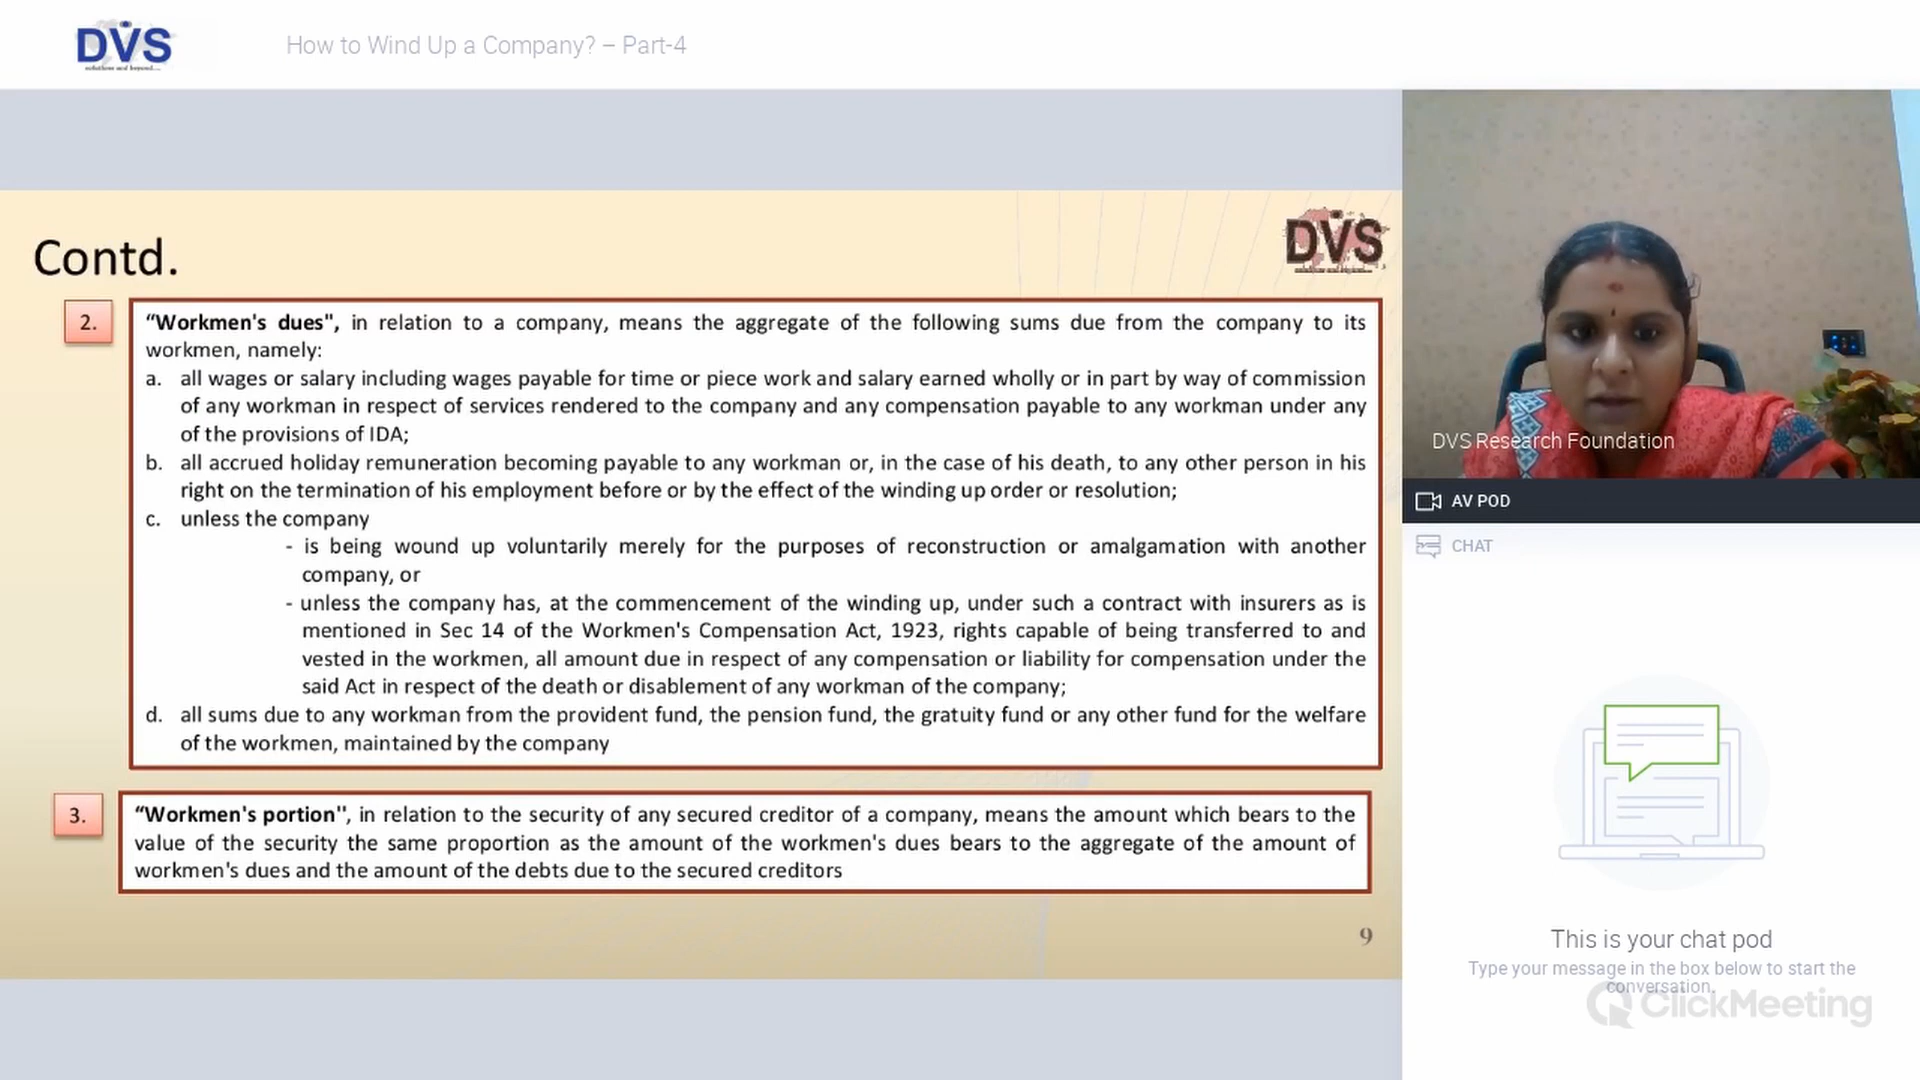 DVS
solutions and beyond....
How to Wind Up a Company? – Part-4
Contd.
DVS
2.
“Workmen's dues", in relation to a company, means the aggregate of the following sums due from the company to its
workmen, namely:
a. all wages or salary including wages payable for time or piece work and salary earned wholly or in part by way of commission
of any workman in respect of services rendered to the company and any compensation payable to any workman under any
of the provisions of IDA;
b. all accrued holiday remuneration becoming payable to any workman or, in the case of his death, to any other person in his
right on the termination of his employment before or by the effect of the winding up order or resolution;
c. unless the company
- is being wound up voluntarily merely for the purposes of reconstruction or amalgamation with another
company, or
- unless the company has, at the commencement of the winding up, under such a contract with insurers as is
mentioned in Sec 14 of the Workmen's Compensation Act, 1923, rights capable of being transferred to and
vested in the workmen, all amount due in respect of any compensation or liability for compensation under the
said Act in respect of the death or disablement of any workman of the company;
d. all sums due to any workman from the provident fund, the pension fund, the gratuity fund or any other fund for the welfare
of the workmen, maintained by the company
3.
“Workmen's portion'', in relation to the security of any secured creditor of a company, means the amount which bears to the
value of the security the same proportion as the amount of the workmen's dues bears to the aggregate of the amount of
workmen's dues and the amount of the debts due to the secured creditors
9
DVS Research Foundation
AV POD
CHAT
This is your chat pod
Type your message in the box below to start the
conversation.
ClickMeeting